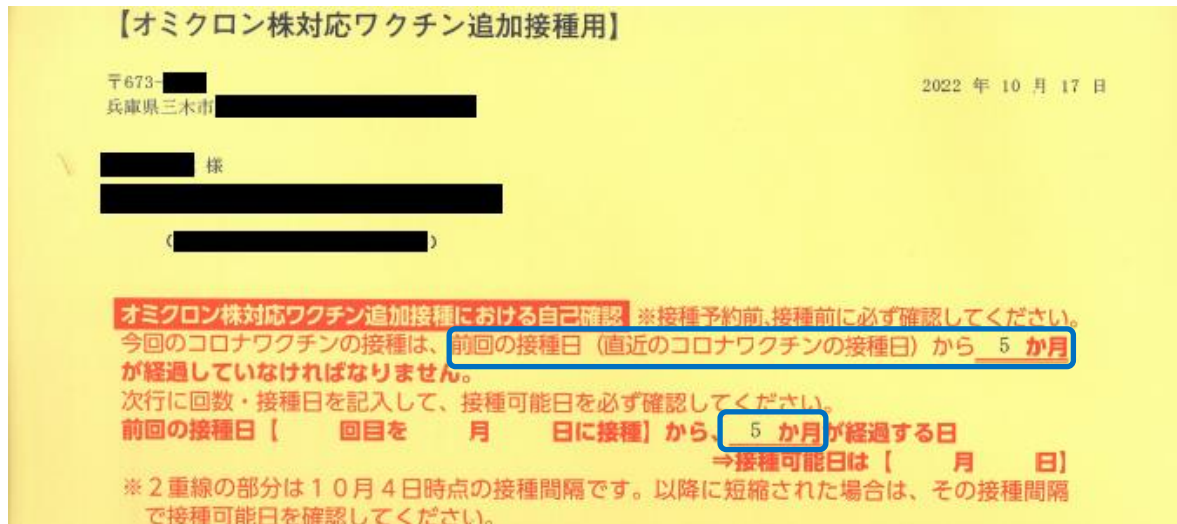 【オミクロン株対応ワクチン追加接種用】
〒673-
2022 年 10 月 17 日
兵庫県三木市
様
( )
オミクロン株対応ワクチン追加接種における自己確認 ※接種予約前、接種前に必ず確認してください。
今回のコロナワクチンの接種は、前回の接種日（直近のコロナワクチンの接種日）から 5 か月
が経過していなければなりません。
次行に回数・接種日を記入して、接種可能日を必ず確認してください。
前回の接種日【 回目を 月 日に接種】から、 5 か月が経過する日
⇒接種可能日は【 月 日】
※２重線の部分は１０月４日時点の接種間隔です。以降に短縮された場合は、その接種間隔
で接種可能日を確認してください。